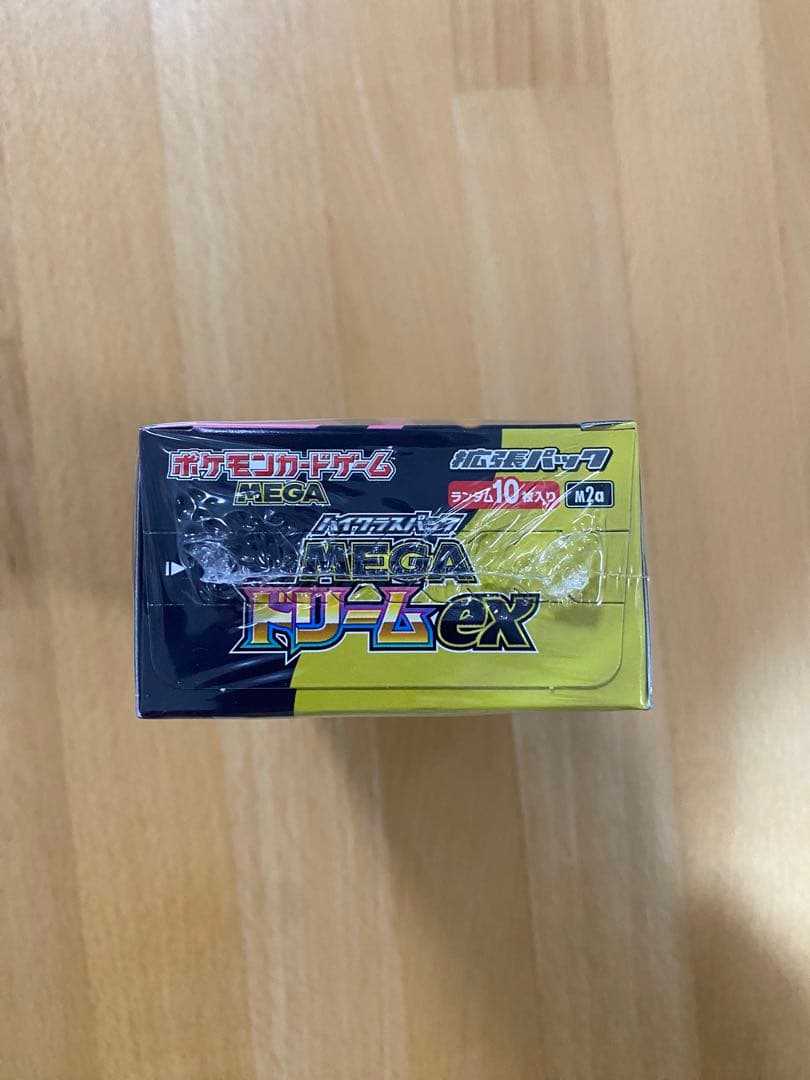 ポケモンカードゲーム
MEGA
拡張パック
ランダム10枚入り
M2a
ハイクラスパック
MEGA
ドリームex